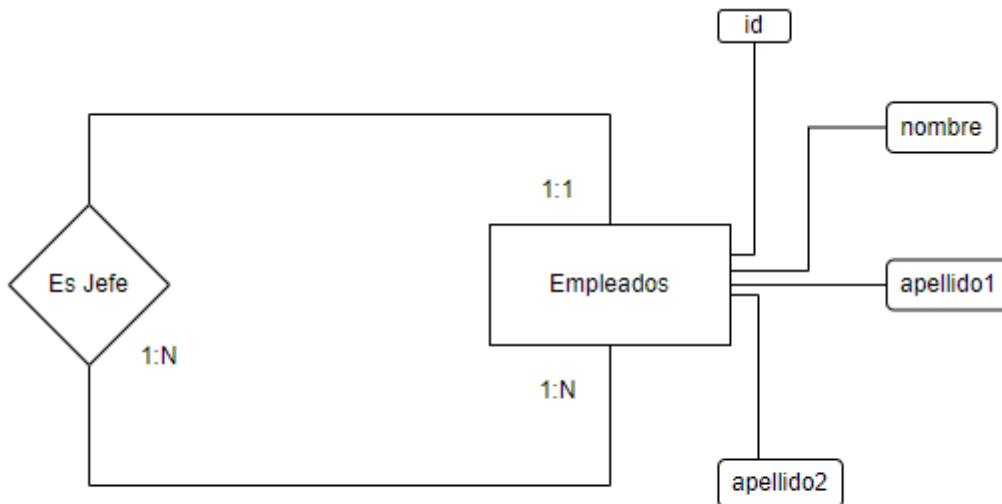 id
nombre
1:1
Es Jefe
Empleados
apellido1
1:N
1:N
apellido2